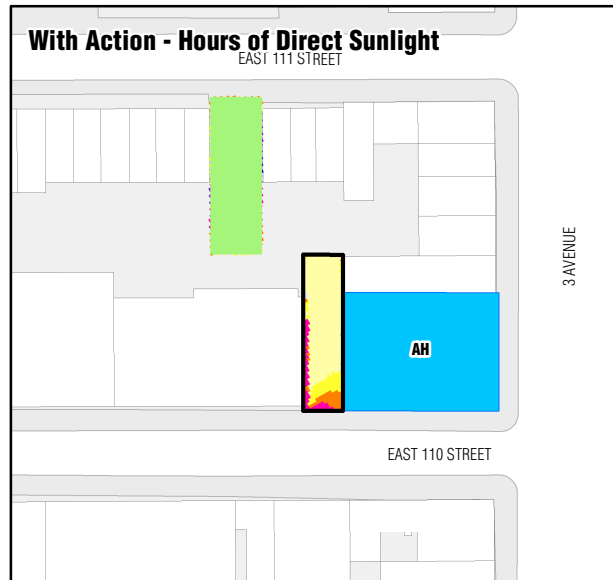 With Action - Hours of Direct Sunlight
EAST 111 STREET
3 AVENUE
AH
EAST 110 STREET